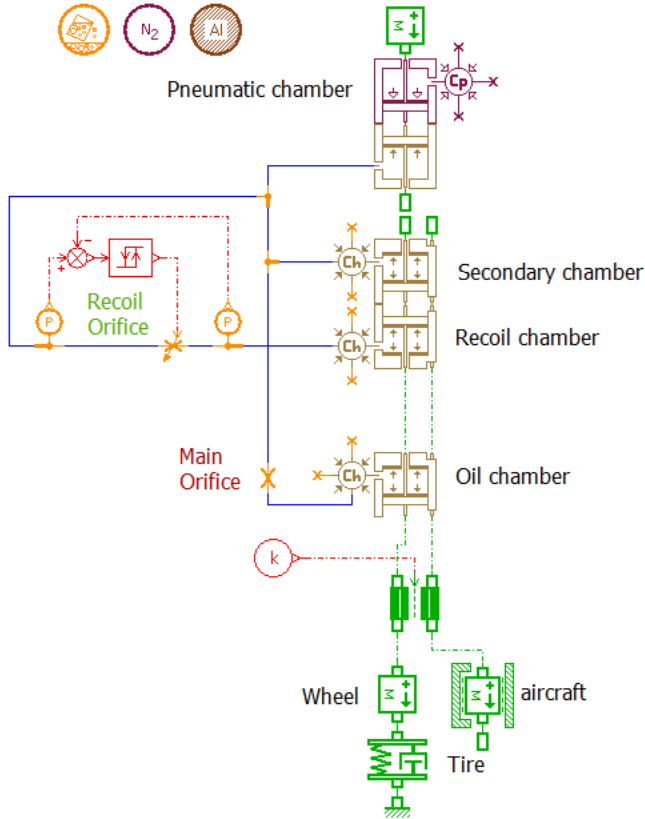 N2
Al
M
Pneumatic chamber
Cp
+
−
Secondary chamber
Ch
Recoil
Orifice
P
P
Recoil chamber
Ch
Main
Orifice
Oil chamber
Ch
k
Wheel
M
+
aircraft
M
+
Tire